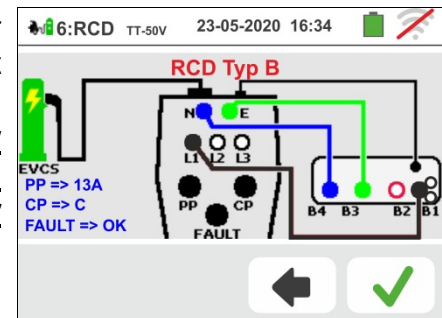 6:RCD TT-50V 23-05-2020 16:34
RCD Typ B
N E
L1 L2 L3
EVCS
PP => 13A
CP => C
FAULT => OK
PP CP
FAULT
B4 B3 B2 B1